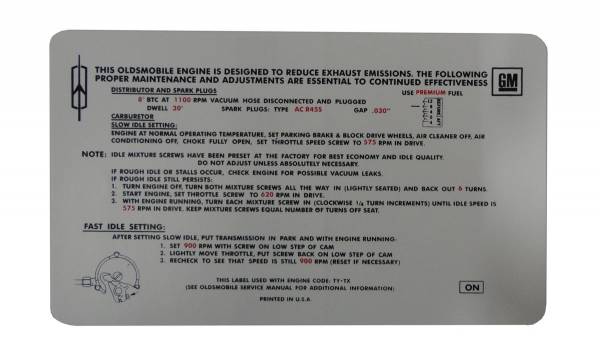 THIS OLDSMOBILE ENGINE IS DESIGNED TO REDUCE EXHAUST EMISSIONS. THE FOLLOWING
PROPER MAINTENANCE AND ADJUSTMENTS ARE ESSENTIAL TO CONTINUED EFFECTIVENESS
GM
DISTRIBUTOR AND SPARK PLUGS
USE PREMIUM FUEL
8° BTC AT 1100 RPM VACUUM HOSE DISCONNECTED AND PLUGGED
DWELL 30° SPARK PLUGS: TYPE AC R45S GAP .030"
CARBURETOR
SLOW IDLE SETTING:
ENGINE AT NORMAL OPERATING TEMPERATURE, SET PARKING BRAKE & BLOCK DRIVE WHEELS, AIR CLEANER OFF, AIR
CONDITIONING OFF, CHOKE FULLY OPEN, SET THROTTLE SPEED SCREW TO 575 RPM IN DRIVE.
NOTE: IDLE MIXTURE SCREWS HAVE BEEN PRESET AT THE FACTORY FOR BEST ECONOMY AND IDLE QUALITY.
DO NOT ADJUST UNLESS ABSOLUTELY NECESSARY.
IF ROUGH IDLE OR STALLS OCCUR, CHECK ENGINE FOR POSSIBLE VACUUM LEAKS.
IF ROUGH IDLE STILL PERSISTS:
1. TURN ENGINE OFF, TURN BOTH MIXTURE SCREWS ALL THE WAY IN (LIGHTLY SEATED) AND BACK OUT 6 TURNS.
2. START ENGINE, SET THROTTLE SCREW TO 620 RPM IN DRIVE.
3. WITH ENGINE RUNNING, TURN EACH MIXTURE SCREW IN (CLOCKWISE 1/4 TURN INCREMENTS) UNTIL IDLE SPEED IS
575 RPM IN DRIVE. KEEP MIXTURE SCREWS EQUAL NUMBER OF TURNS OFF SEAT.
FAST IDLE SETTING:
AFTER SETTING SLOW IDLE, PUT TRANSMISSION IN PARK AND WITH ENGINE RUNNING:
1. SET 900 RPM WITH SCREW ON LOW STEP OF CAM
2. LIGHTLY MOVE THROTTLE, PUT SCREW BACK ON LOW STEP OF CAM
3. RECHECK TO SEE THAT SPEED IS STILL 900 RPM (RESET IF NECESSARY)
THIS LABEL USED WITH ENGINE CODE: TY-TX
(SEE OLDSMOBILE SERVICE MANUAL FOR ADDITIONAL INFORMATION)
ON
PRINTED IN U.S.A.